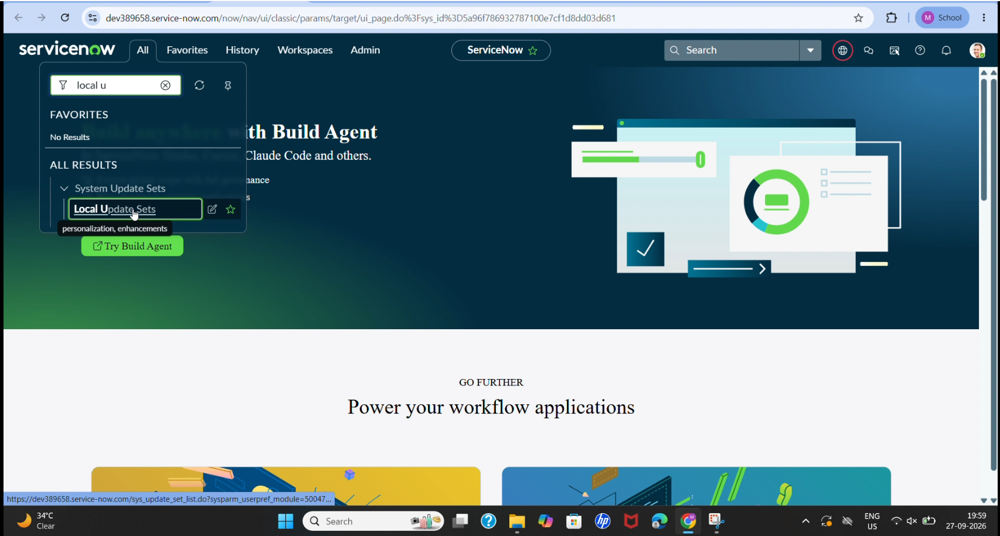 dev389658.service-now.com/now/nav/ui/classic/params/target/ui_page.do%3Fsys_id%3D5a96f786932787100e7cf1d8dd03d681
M School
servicenow All Favorites History Workspaces Admin ServiceNow Search
local u
FAVORITES
No Results
ith Build Agent
Claude Code and others.
ALL RESULTS
nance
System Update Sets
s
Local Update Sets
personalization, enhancements
Try Build Agent
GO FURTHER
Power your workflow applications
https://dev389658.service-now.com/sys_update_set_list.do?sysparm_userpref_module=50047...
34°C
Clear
Search
hp
ENG
US
19:59
27-09-2026